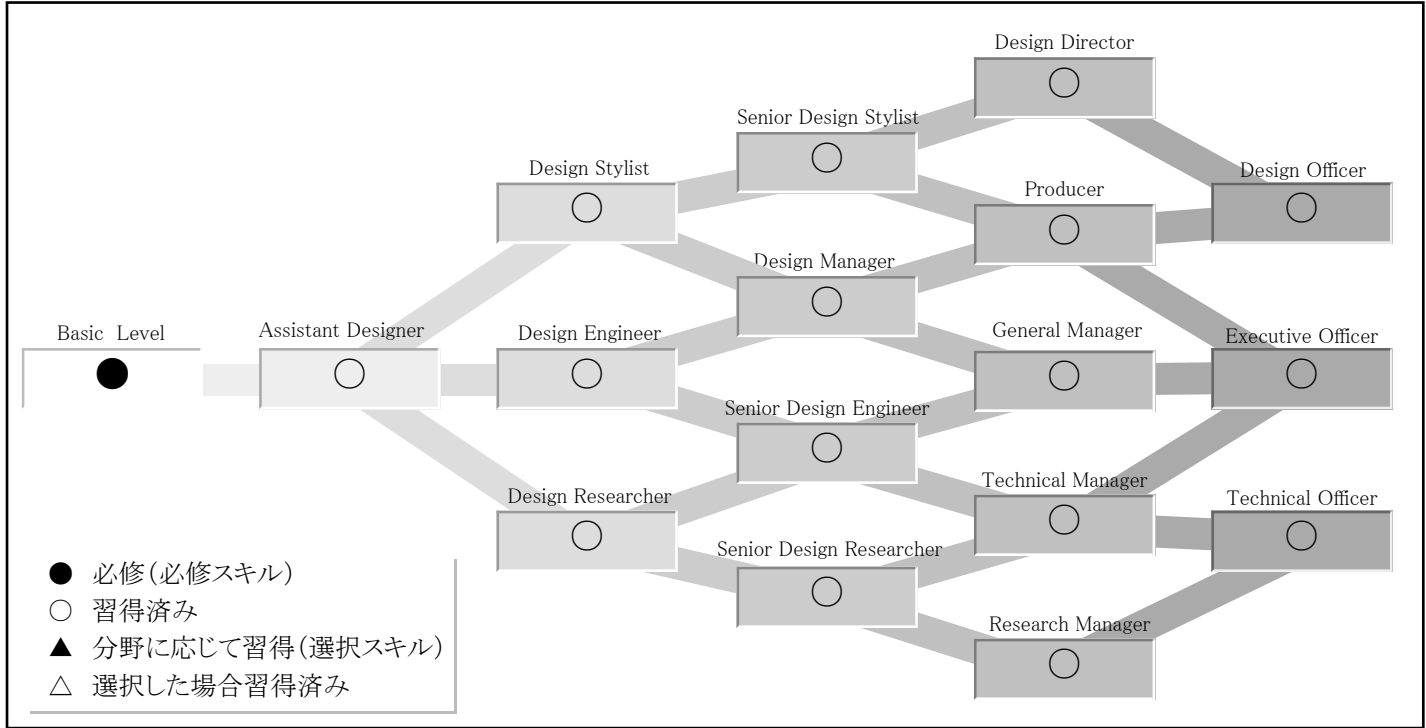 Design Director
○
Senior Design Stylist
○
Design Stylist
○
Design Officer
○
Producer
○
Design Manager
○
Basic Level
●
Assistant Designer
○
Design Engineer
○
General Manager
○
Executive Officer
○
Senior Design Engineer
○
Design Researcher
○
Technical Manager
○
Technical Officer
○
Senior Design Researcher
○
Research Manager
○
● 必修(必修スキル)
○ 習得済み
▲ 分野に応じて習得(選択スキル)
△ 選択した場合習得済み